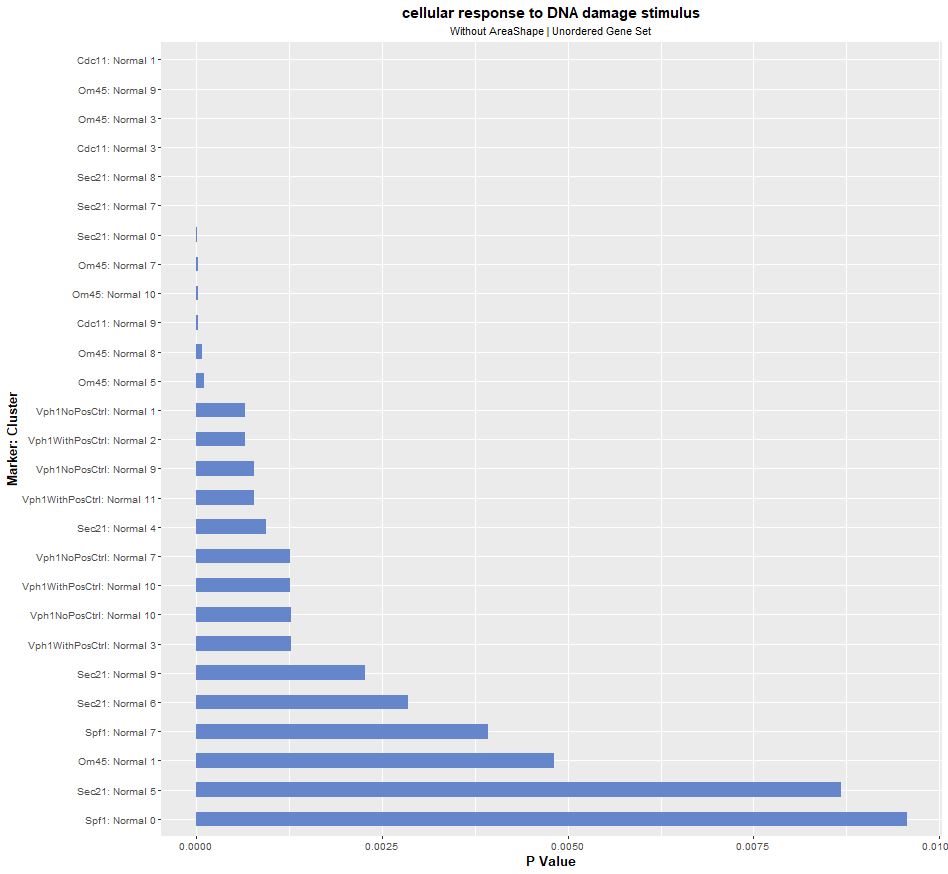 cellular response to DNA damage stimulus
Without AreaShape | Unordered Gene Set
Marker: Cluster
Cdc11: Normal 1
Om45: Normal 9
Om45: Normal 3
Cdc11: Normal 3
Sec21: Normal 8
Sec21: Normal 7
Sec21: Normal 0
Om45: Normal 7
Om45: Normal 10
Cdc11: Normal 9
Om45: Normal 8
Om45: Normal 5
Vph1NoPosCtrl: Normal 1
Vph1WithPosCtrl: Normal 2
Vph1NoPosCtrl: Normal 9
Vph1WithPosCtrl: Normal 11
Sec21: Normal 4
Vph1NoPosCtrl: Normal 7
Vph1WithPosCtrl: Normal 10
Vph1NoPosCtrl: Normal 10
Vph1WithPosCtrl: Normal 3
Sec21: Normal 9
Sec21: Normal 6
Spf1: Normal 7
Om45: Normal 1
Sec21: Normal 5
Spf1: Normal 0
0.0000 0.0025 0.0050 0.0075 0.010
P Value